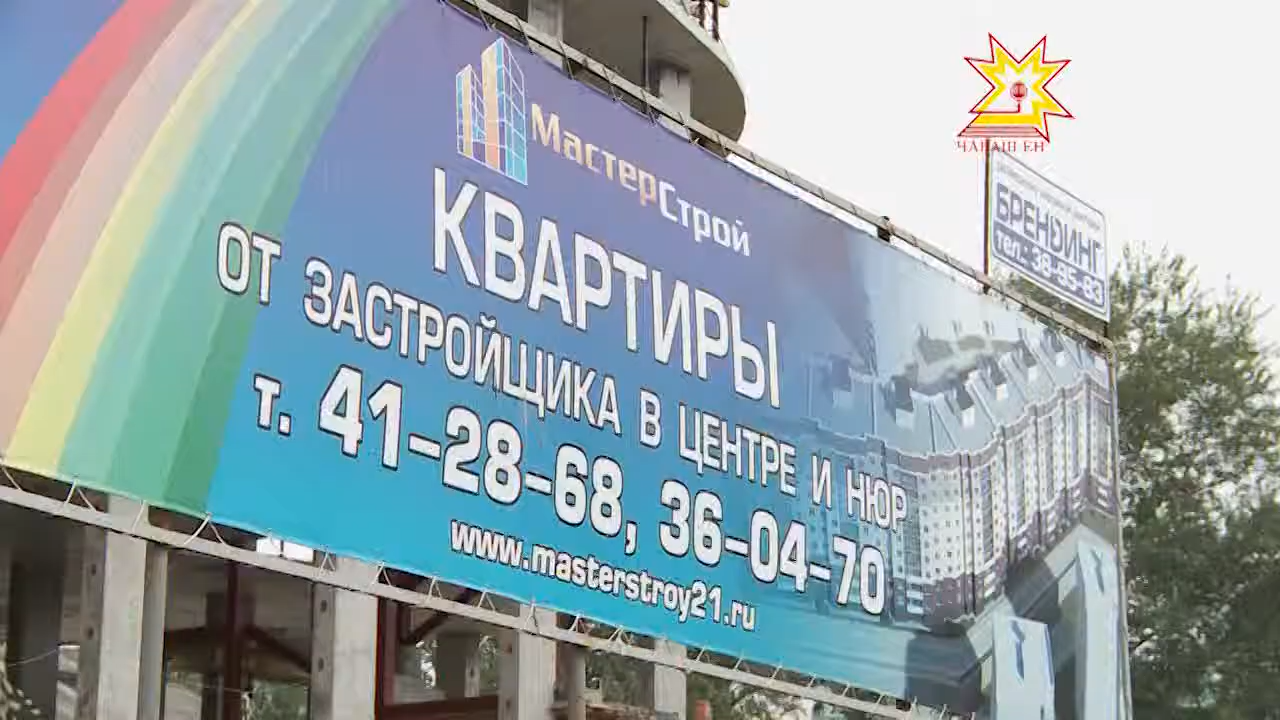 МастерСтрой
КВАРТИРЫ
ОТ ЗАСТРОЙЩИКА В ЦЕНТРЕ И НЮР
т. 41-28-68, 36-04-70
www.masterstroy21.ru
ЧӐВАШ ЕН
БРЕНДИНГ
тел.: 38-95-83